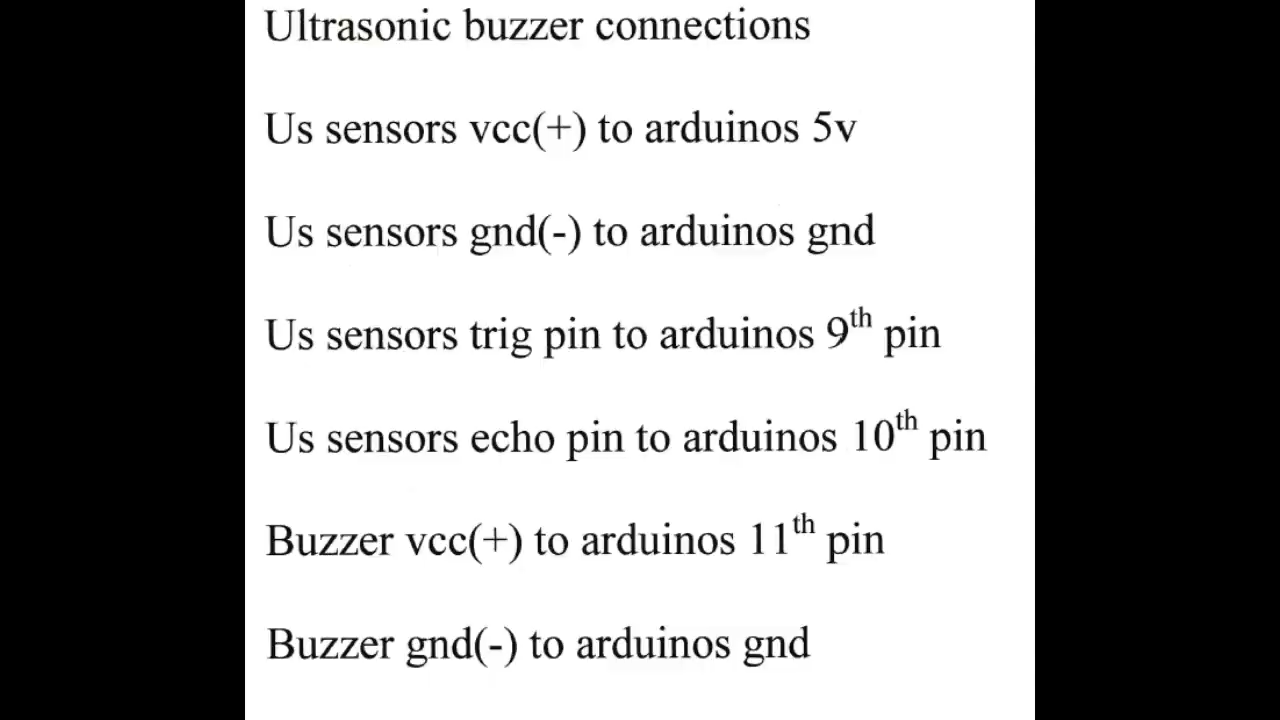 Ultrasonic buzzer connections
Us sensors vcc(+) to arduinos 5v
Us sensors gnd(-) to arduinos gnd
Us sensors trig pin to arduinos 9th pin
Us sensors echo pin to arduinos 10th pin
Buzzer vcc(+) to arduinos 11th pin
Buzzer gnd(-) to arduinos gnd